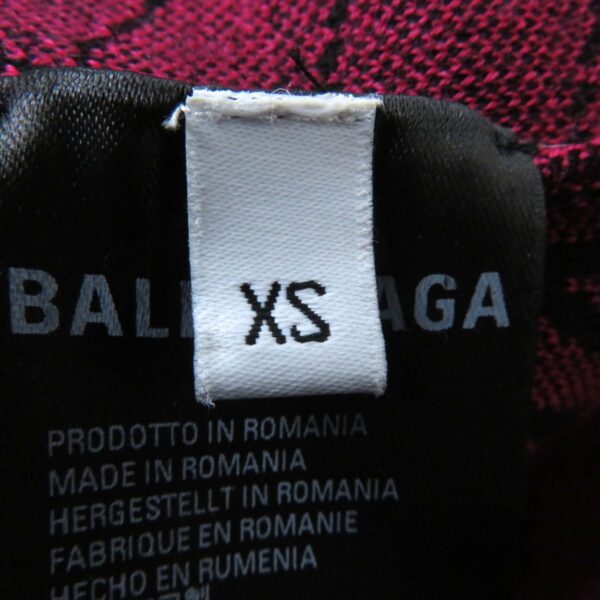 BAL AGA
XS
PRODOTTO IN ROMANIA
MADE IN ROMANIA
HERGESTELLT IN ROMANIA
FABRIQUE EN ROMANIE
HECHO EN RUMENIA